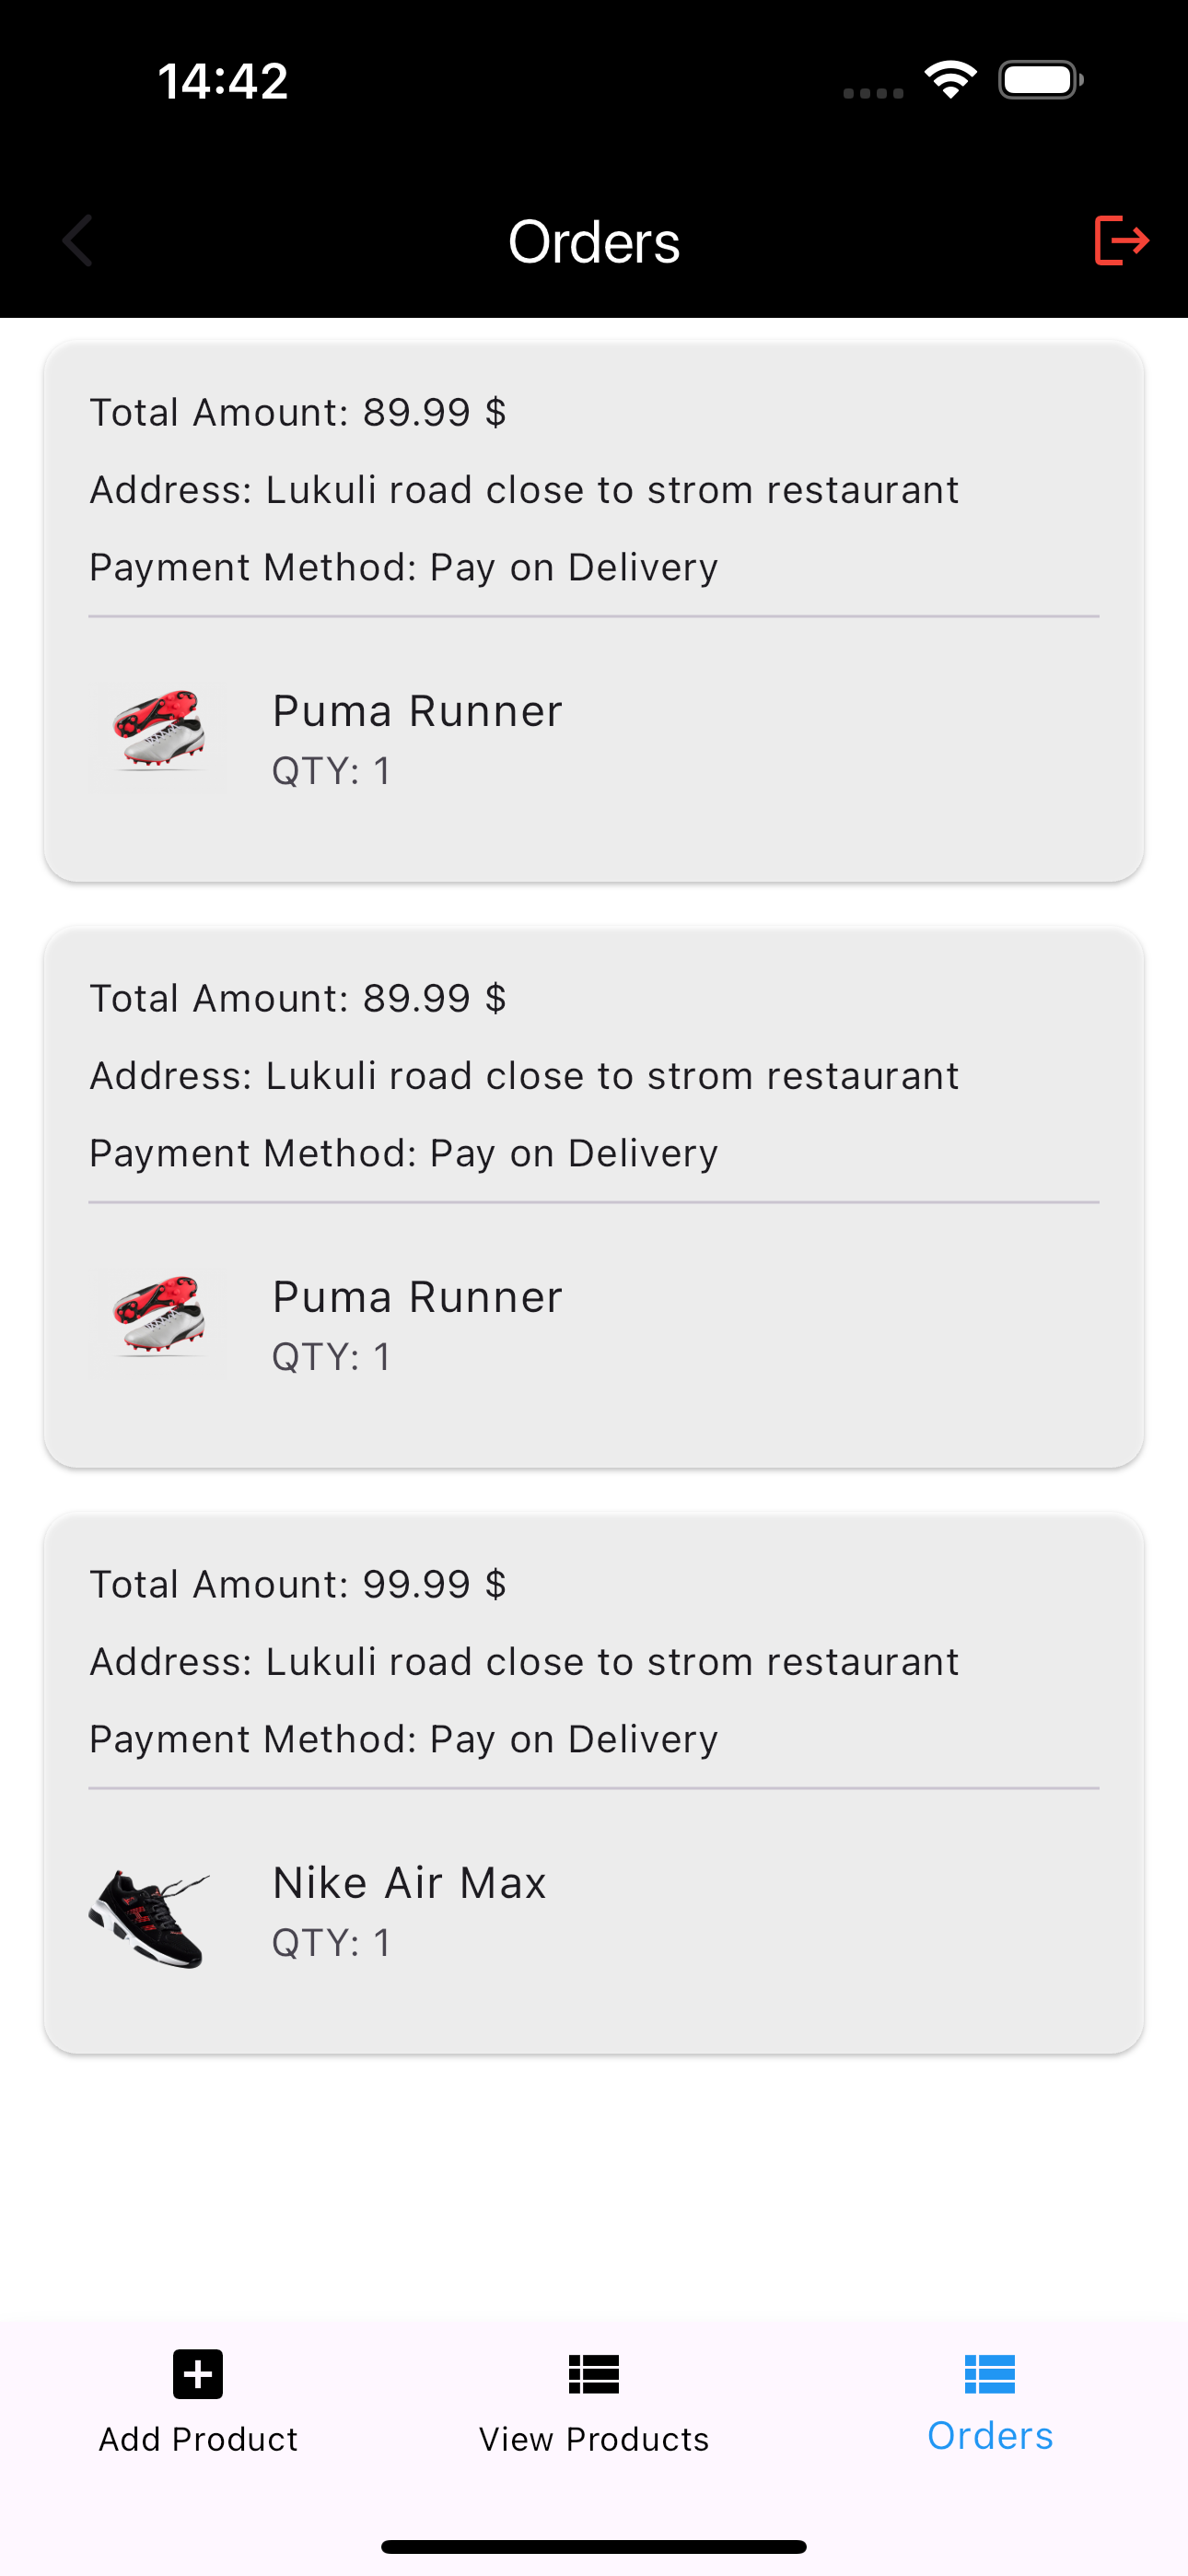 14:42
Orders
Total Amount: 89.99 $
Address: Lukuli road close to strom restaurant
Payment Method: Pay on Delivery
Puma Runner
QTY: 1
Total Amount: 89.99 $
Address: Lukuli road close to strom restaurant
Payment Method: Pay on Delivery
Puma Runner
QTY: 1
Total Amount: 99.99 $
Address: Lukuli road close to strom restaurant
Payment Method: Pay on Delivery
Nike Air Max
QTY: 1
Add Product
View Products
Orders